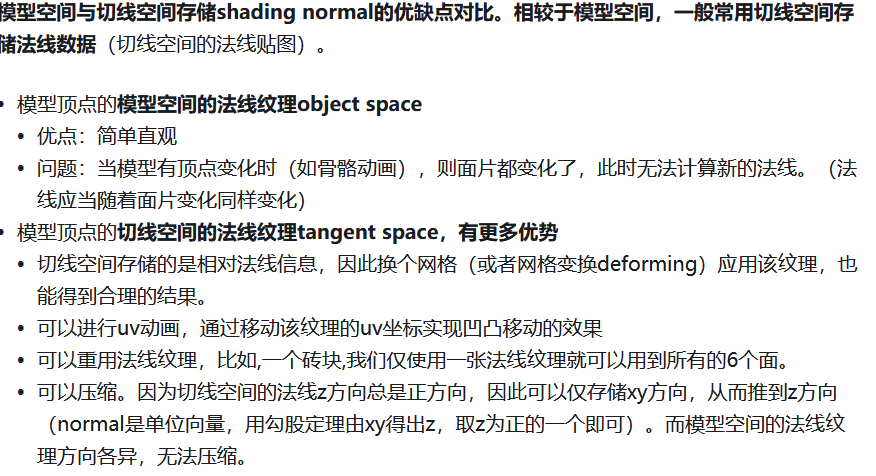 模型空间与切线空间存储shading normal的优缺点对比。相较于模型空间，一般常用切线空间存
储法线数据（切线空间的法线贴图）。
• 模型顶点的模型空间的法线纹理object space
• 优点：简单直观
• 问题：当模型有顶点变化时（如骨骼动画），则面片都变化了，此时无法计算新的法线。（法
线应当随着面片变化同样变化）
• 模型顶点的切线空间的法线纹理tangent space，有更多优势
• 切线空间存储的是相对法线信息，因此换个网格（或者网格变换deforming）应用该纹理，也
能得到合理的结果。
• 可以进行uv动画，通过移动该纹理的uv坐标实现凹凸移动的效果
• 可以重用法线纹理，比如,一个砖块,我们仅使用一张法线纹理就可以用到所有的6个面。
• 可以压缩。因为切线空间的法线z方向总是正方向，因此可以仅存储xy方向，从而推到z方向
（normal是单位向量，用勾股定理由xy得出z，取z为正的一个即可）。而模型空间的法线纹
理方向各异，无法压缩。